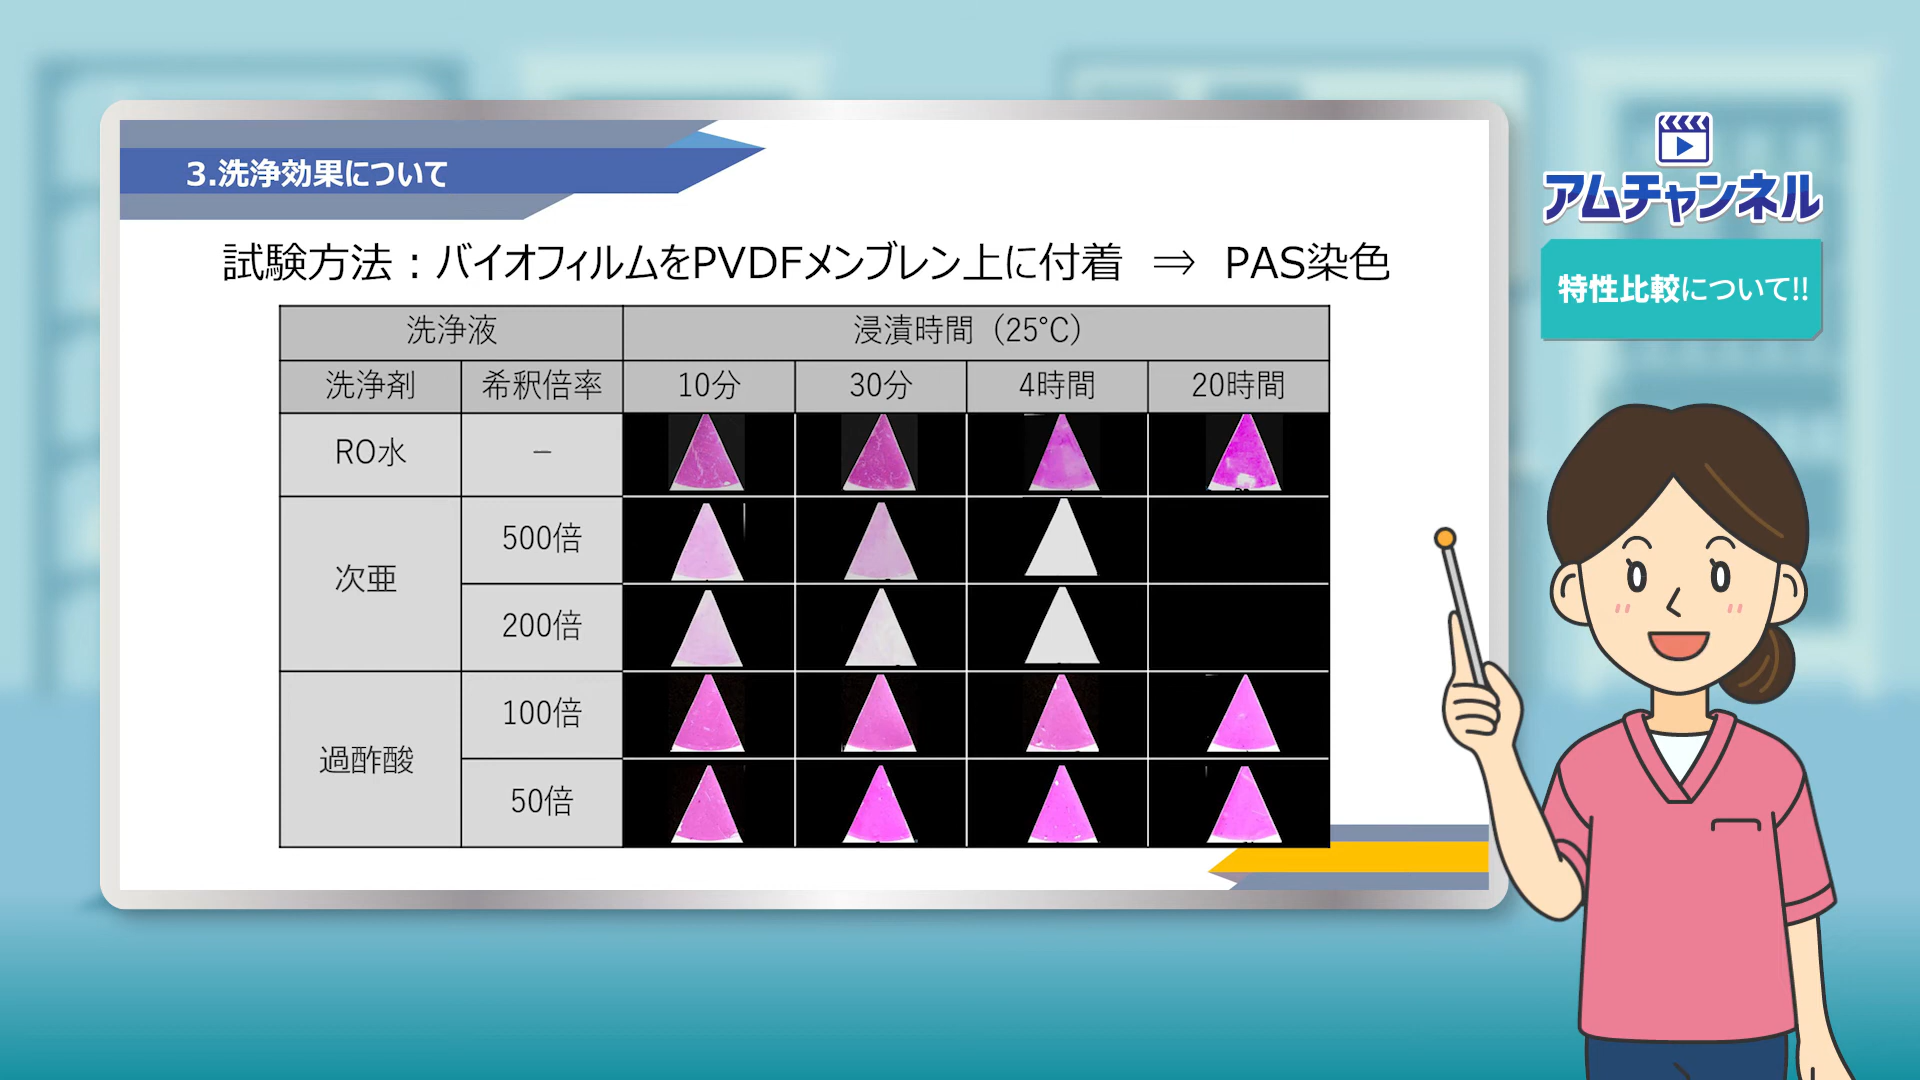 3.洗浄効果について
試験方法：バイオフィルムをPVDFメンブレン上に付着 ⇒ PAS染色
洗浄液 浸漬時間（25℃）
洗浄剤 希釈倍率 10分 30分 4時間 20時間
RO水 −
次亜 500倍
200倍
過酢酸 100倍
50倍
アムチャンネル
特性比較について!!